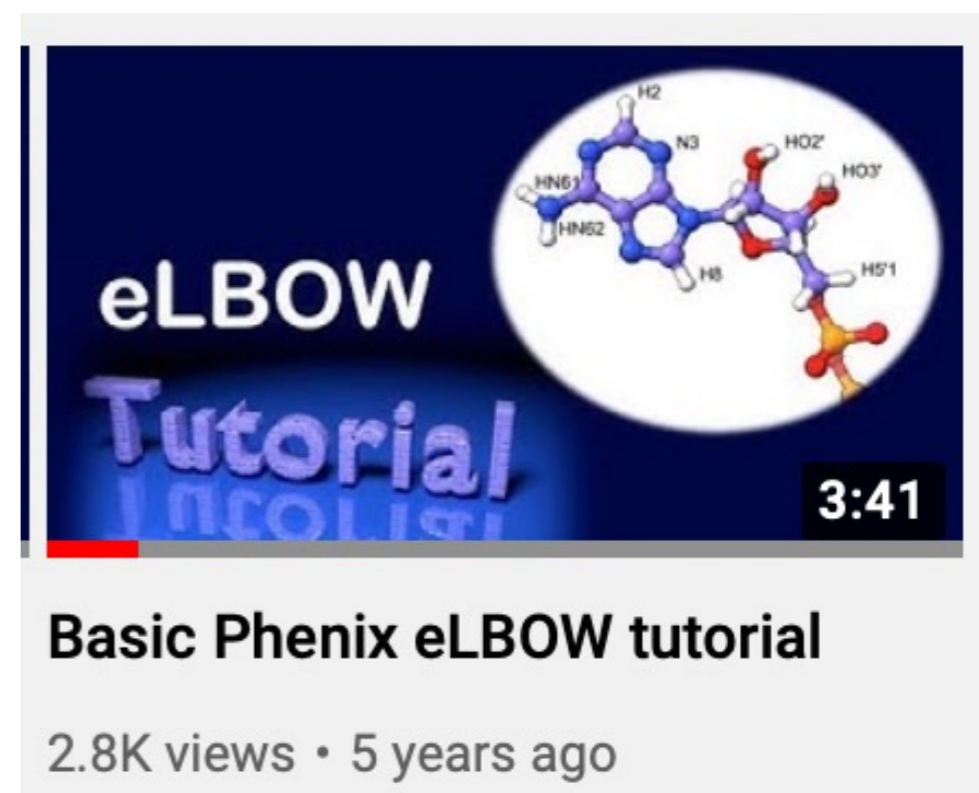 H2
N3
HO2'
HO3'
HN61
HN62
H8
H5'1
eLBOW
Tutorial
3:41
Basic Phenix eLBOW tutorial
2.8K views • 5 years ago